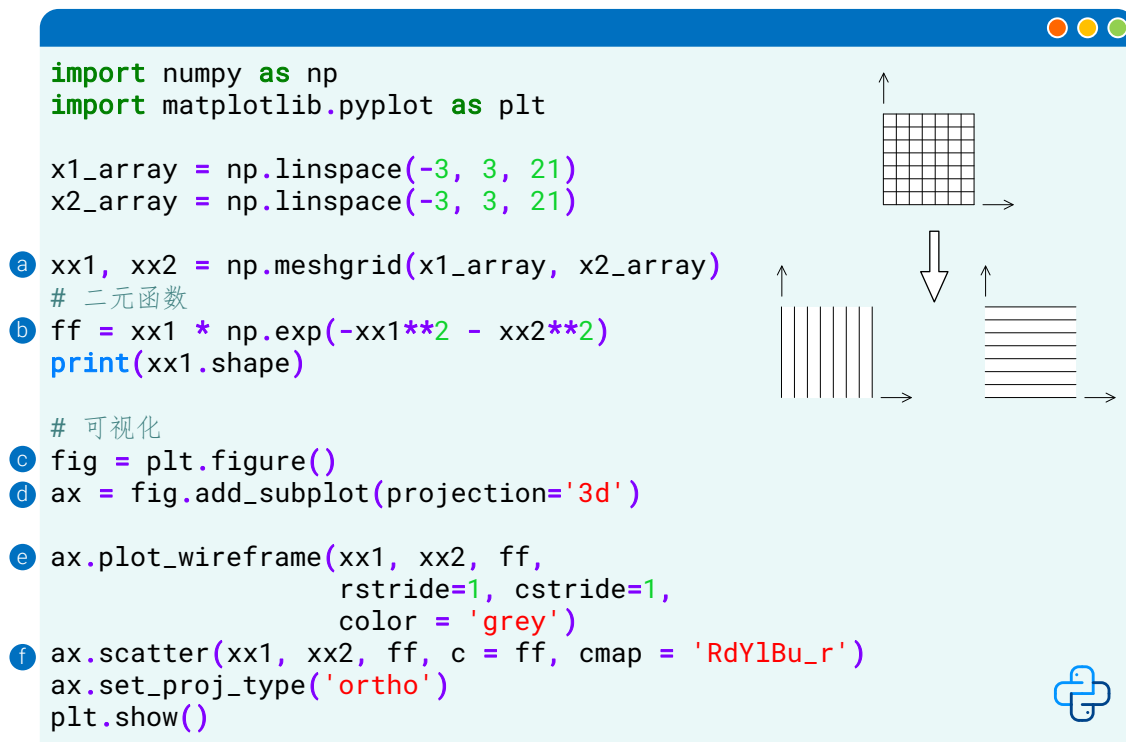 import numpy as np
import matplotlib.pyplot as plt
x1_array = np.linspace(-3, 3, 21)
x2_array = np.linspace(-3, 3, 21)
a xx1, xx2 = np.meshgrid(x1_array, x2_array)
# 二元函数
b ff = xx1 * np.exp(-xx1**2 - xx2**2)
print(xx1.shape)
# 可视化
c fig = plt.figure()
d ax = fig.add_subplot(projection='3d')
e ax.plot_wireframe(xx1, xx2, ff,
rstride=1, cstride=1,
color = 'grey')
f ax.scatter(xx1, xx2, ff, c = ff, cmap = 'RdYlBu_r')
ax.set_proj_type('ortho')
plt.show()